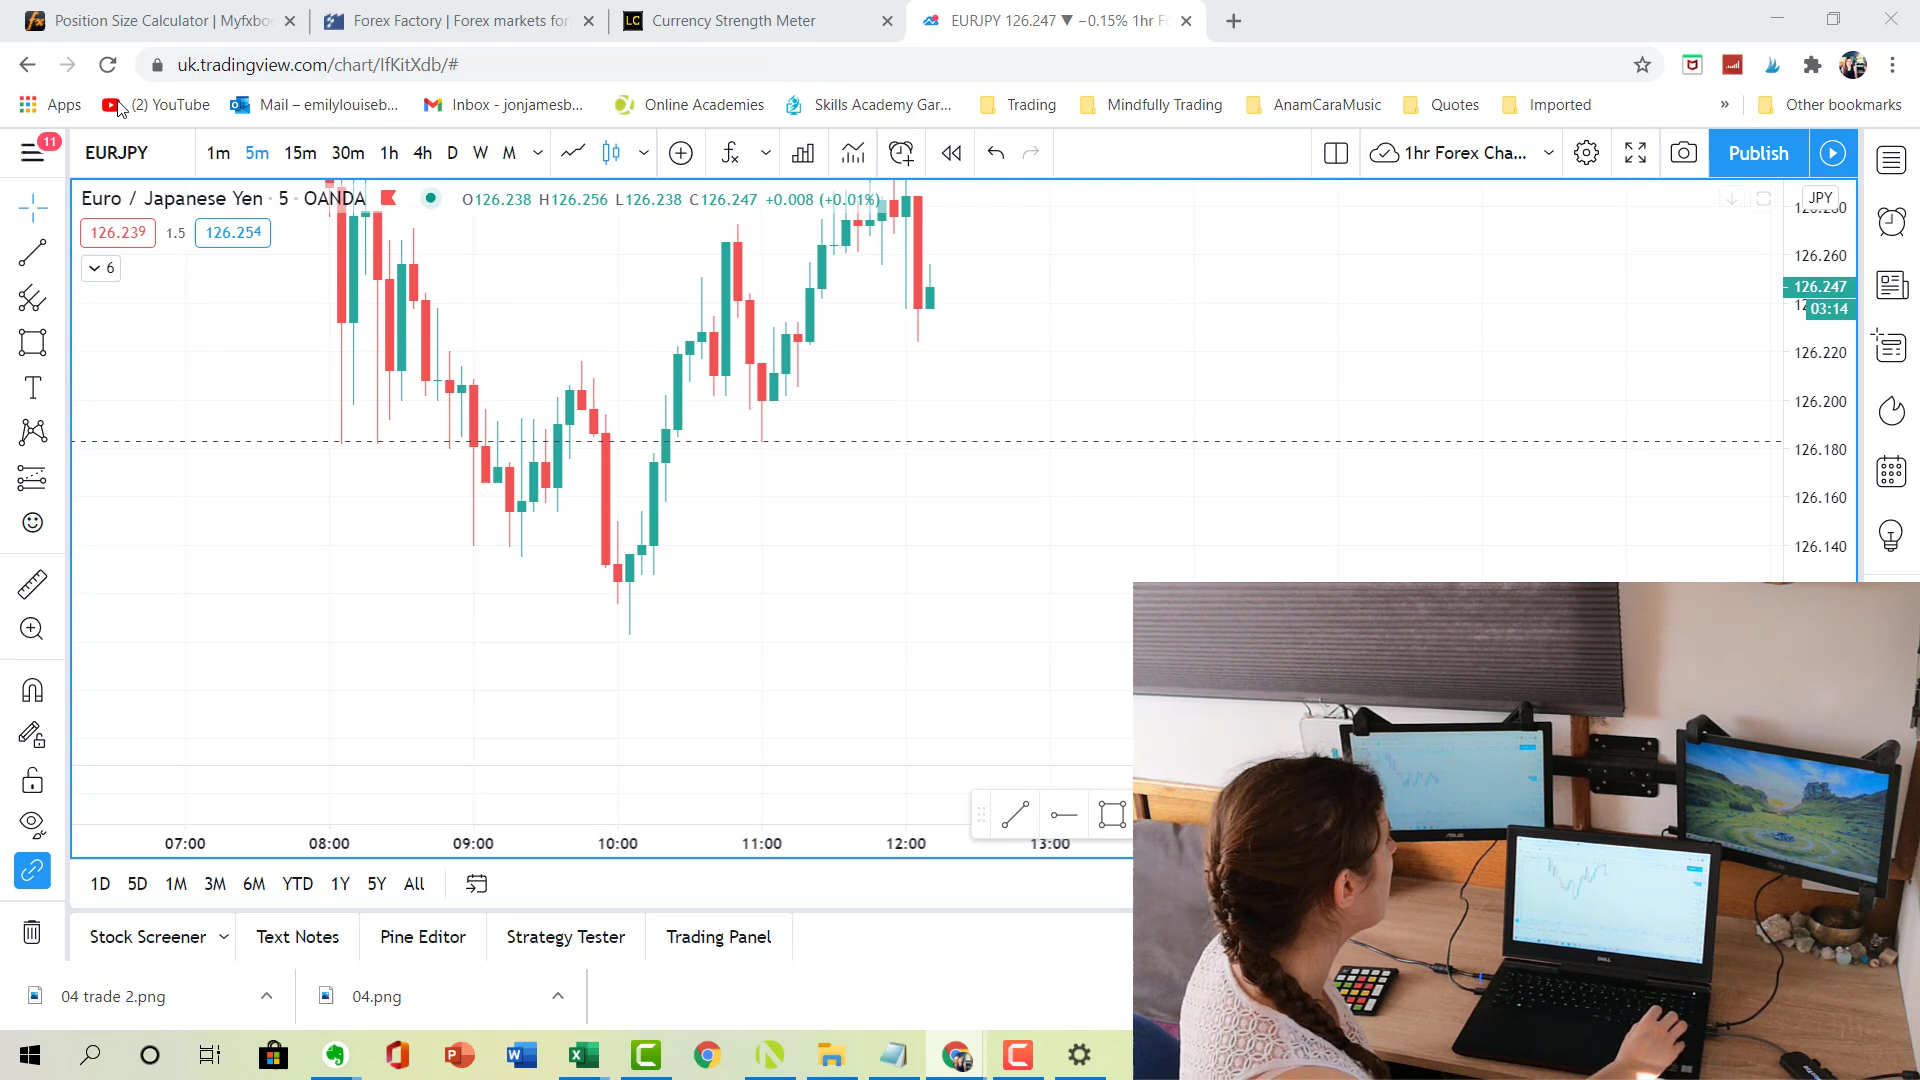 Position Size Calculator | Myfxboo
Forex Factory | Forex markets for
LC Currency Strength Meter
EURJPY 126.247 ▼ −0.15% 1hr Fo
uk.tradingview.com/chart/IfKitXdb/#
Apps
(2) YouTube
Mail – emilylouiseb...
Inbox - jonjamesb...
Online Academies
Skills Academy Gar...
Trading
Mindfully Trading
AnamCaraMusic
Quotes
Imported
»
Other bookmarks
11
EURJPY
1m 5m 15m 30m 1h 4h D W M
1hr Forex Cha...
Publish
Euro / Japanese Yen · 5 · OANDA
O126.238 H126.256 L126.238 C126.247 +0.008 (+0.01%)
JPY
126.239 1.5 126.254
6
126.260
126.247
03:14
126.220
126.200
126.180
126.160
126.140
07:00 08:00 09:00 10:00 11:00 12:00 13:00
1D 5D 1M 3M 6M YTD 1Y 5Y All
Stock Screener
Text Notes
Pine Editor
Strategy Tester
Trading Panel
04 trade 2.png
04.png
DELL